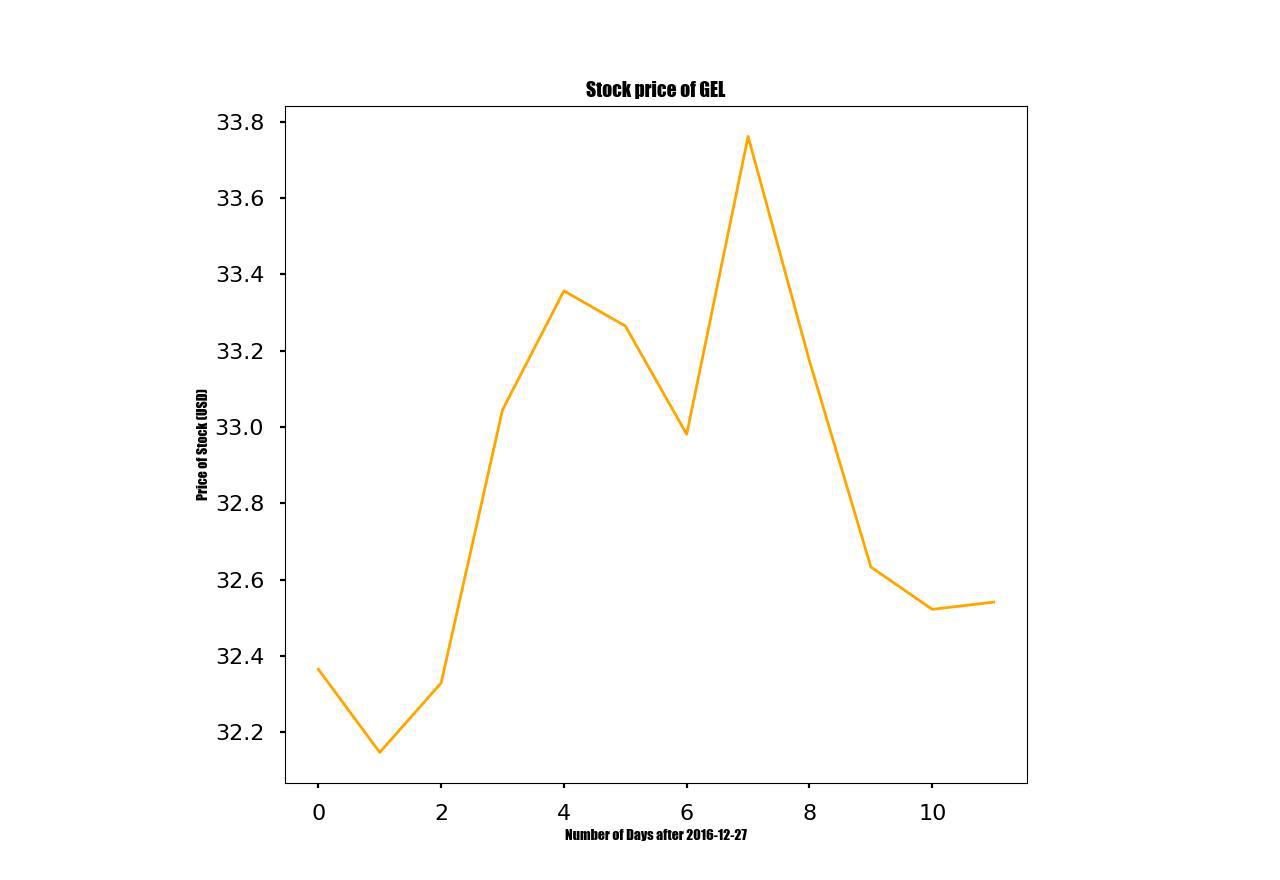 Stock price of GEL
33.8
33.6
33.4
33.2
33.0
32.8
32.6
32.4
32.2
Price of Stock (USD)
0 2 4 6 8 10
Number of Days after 2016-12-27